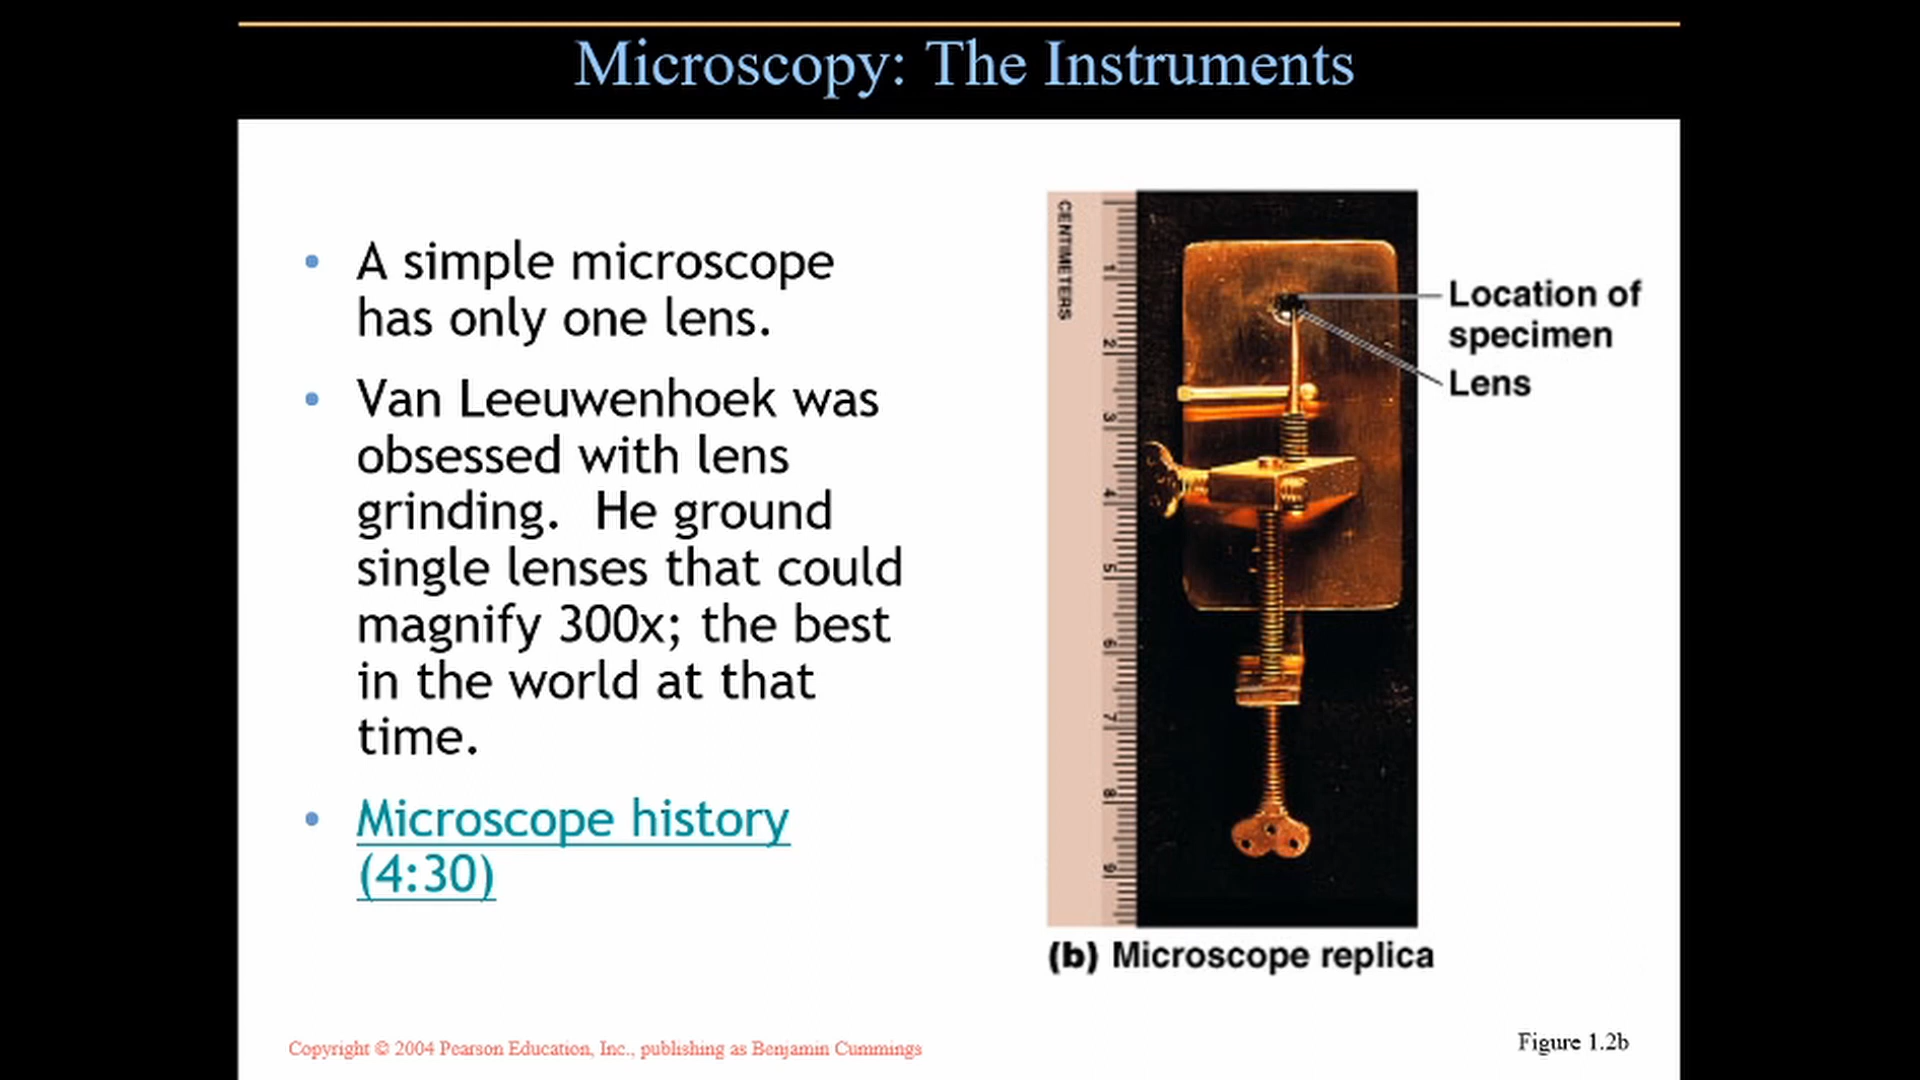 Microscopy: The Instruments
• A simple microscope
has only one lens.
• Van Leeuwenhoek was
obsessed with lens
grinding.  He ground
single lenses that could
magnify 300x; the best
in the world at that
time.
• Microscope history
(4:30)
CENTIMETERS
1
2
3
4
5
6
7
8
9
Location of
specimen
Lens
(b) Microscope replica
Copyright © 2004 Pearson Education, Inc., publishing as Benjamin Cummings
Figure 1.2b